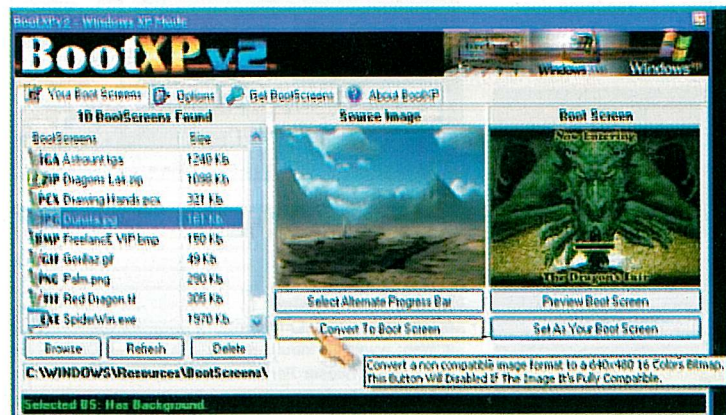 BootXPv2 - Windows XP Mode
BootXPv2.
Windows
Windows xp
Your Boot Screens
Options
Get BootScreens
About BootXP
10 BootScreens Found
BootScreens
Size
1240 Kb
ZIP Dragons Lair.zip
1098 Kb
PCX Drawing Hands.pcx
321 Kb
161 Kb
BMP FreelancE VIP.bmp
150 Kb
GIF Gorillaz.gif
49 Kb
PNG Palm.png
290 Kb
TIF Red Dragon.tif
305 Kb
EXE SpiderWin.exe
1970 Kb
Browse
Refresh
Delete
C:\WINDOWS\Resources\BootScreens\
Selected BS: Has Background.
Source Image
Select Alternate Progress Bar
Convert To Boot Screen
Boot Screen
Now Entering
The Dragon's Lair
Preview Boot Screen
Set As Your Boot Screen
Convert a non compatible image format to a 640x480 16 Colors Bitmap.
This Button Will Disabled If The Image It's Fully Compatible.